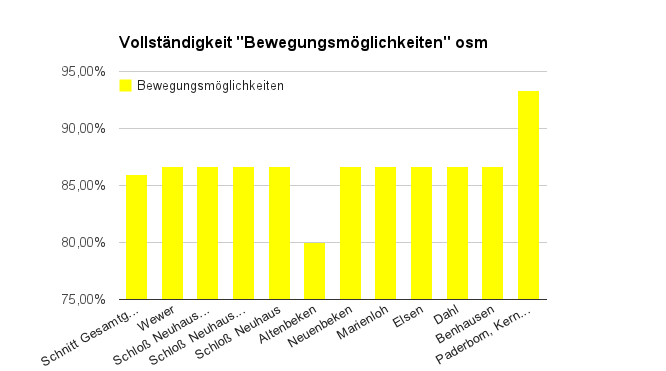 Vollständigkeit "Bewegungsmöglichkeiten" osm
95,00%
Bewegungsmöglichkeiten
90,00%
85,00%
80,00%
75,00%
Schnitt Gesamtg...
Wewer
Schloß Neuhaus...
Schloß Neuhaus...
Schloß Neuhaus
Altenbeken
Neuenbeken
Marienloh
Elsen
Dahl
Benhausen
Paderborn, Kern...